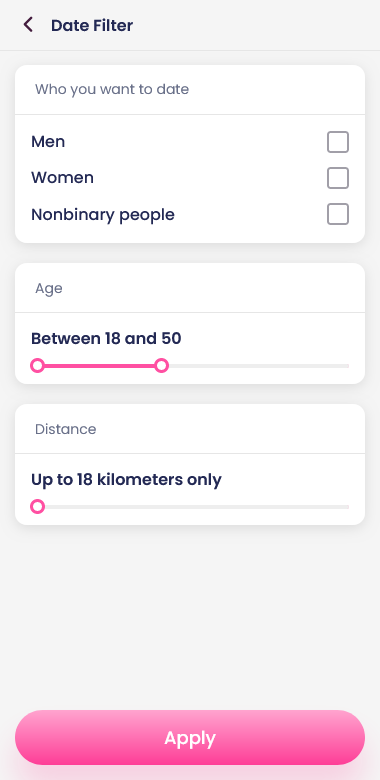 Date Filter
Who you want to date
Men
Women
Nonbinary people
Age
Between 18 and 50
Distance
Up to 18 kilometers only
Apply